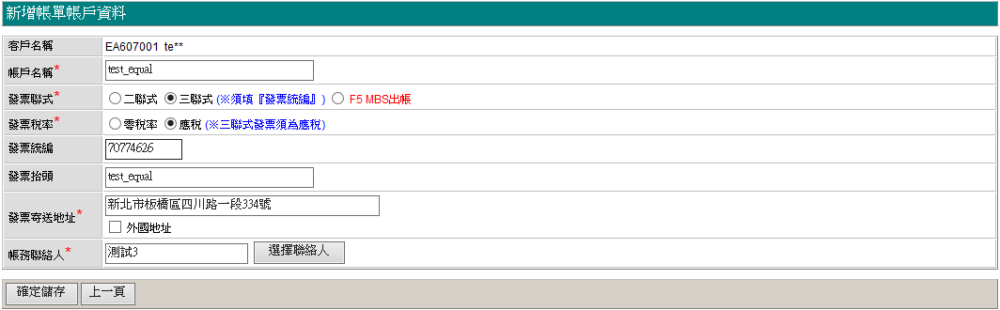 新增帳單帳戶資料
客戶名稱 EA607001 te**
帳戶名稱* test_equal
發票聯式* 二聯式 三聯式 (※須填『發票統編』) F5 MBS出帳
發票稅率* 零稅率 應稅 (※三聯式發票須為應稅)
發票統編 70774626
發票抬頭 test_equal
發票寄送地址* 新北市板橋區四川路一段334號
外國地址
帳務聯絡人* 測試3 選擇聯絡人
確定儲存 上一頁